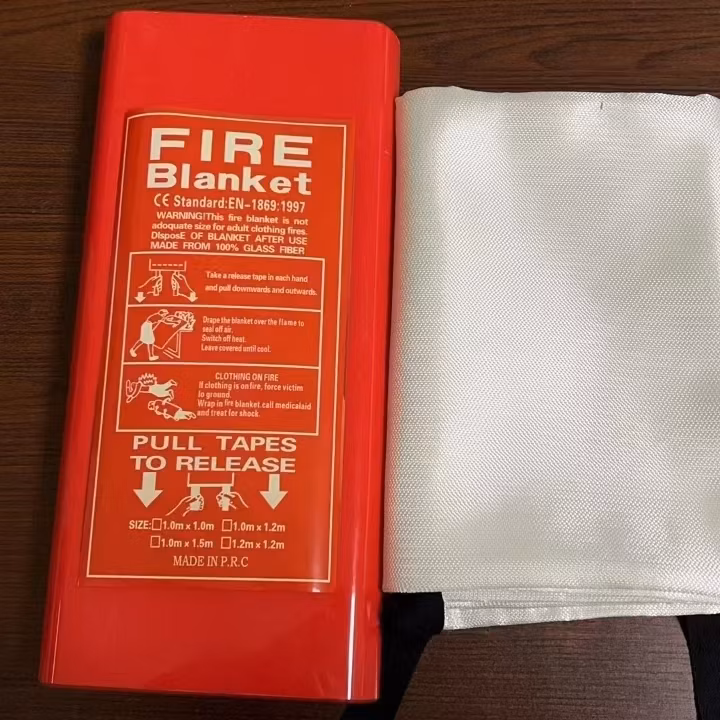 FIRE
Blanket
CE Standard:EN-1869:1997
WARNING!This fire blanket is not
adoquate size for adult clothing fires.
DisposE OF BLANKET AFTER USE
MADE FROM 100% GLASS FIBER
Take a release tape in each hand
and pull downwards and outwards.
Drape the blanket over the flame to
seal off air.
Switch off heat.
Leave covered until cool.
CLOTHING ON FIRE
If clothing is on fire, force victim
to ground.
Wrap in fire blanket.call medicalaid
and treat for shock.
PULL TAPES
TO RELEASE
SIZE:☐1.0m x 1.0m ☐1.0m x 1.2m
☐1.0m x 1.5m ☐1.2m x 1.2m
MADE IN P.R.C